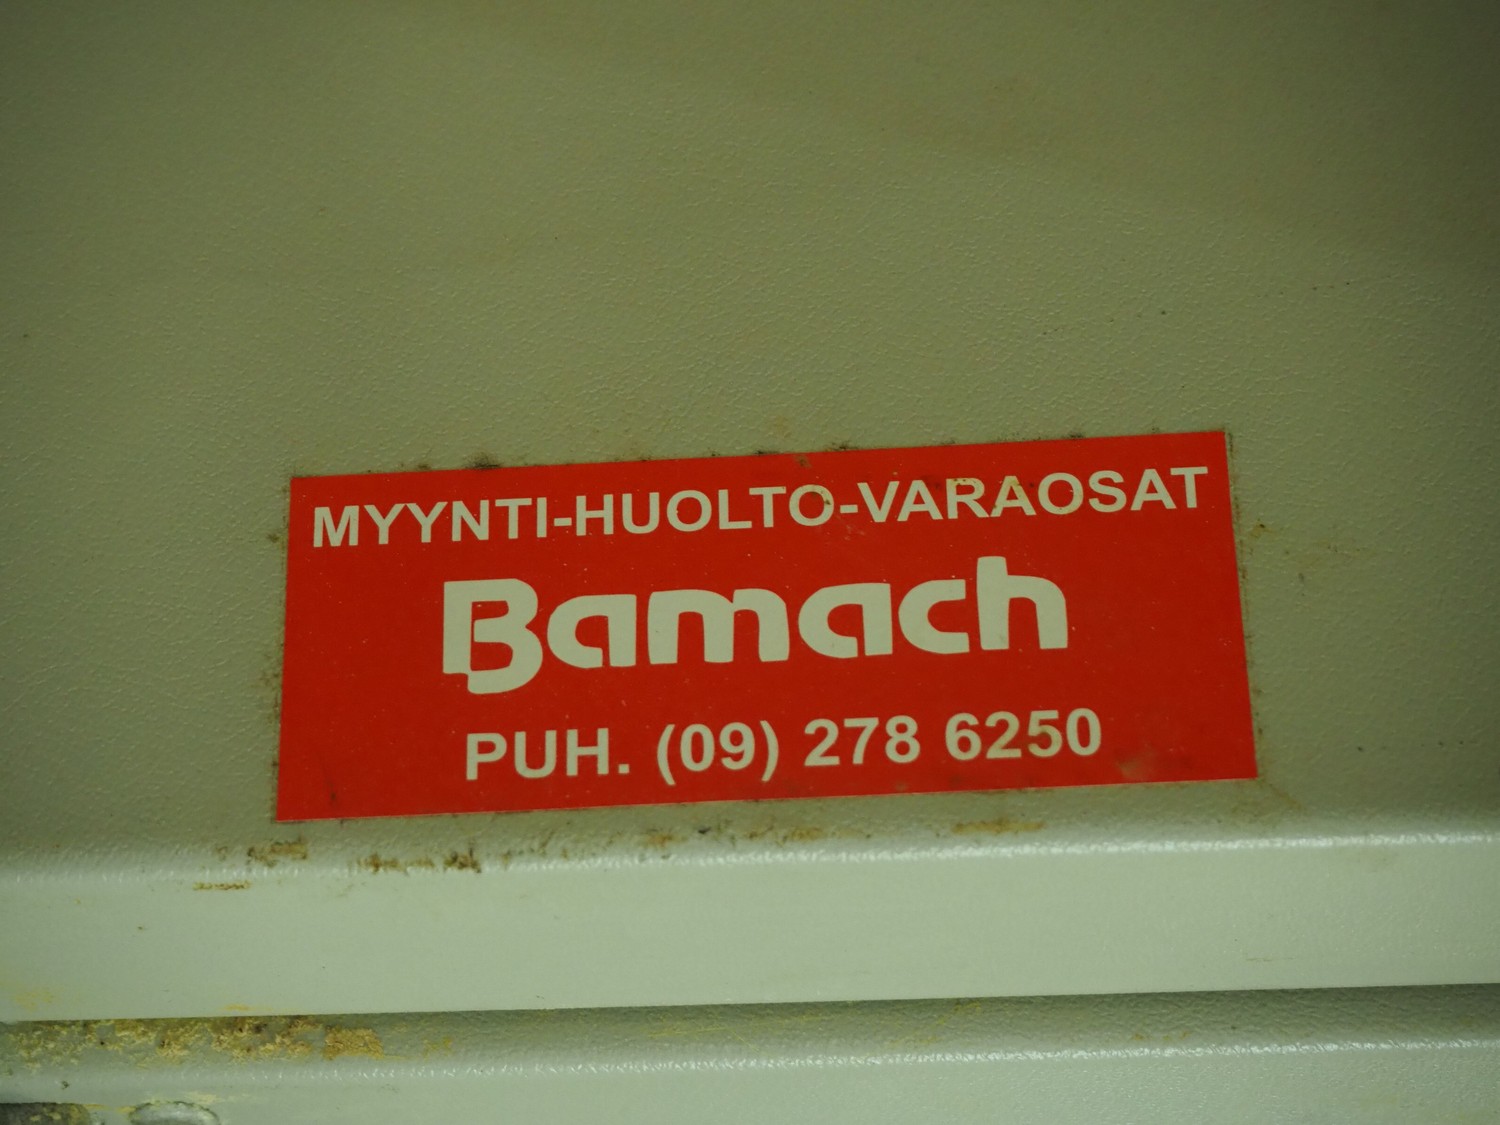 MYYNTI-HUOLTO-VARAOSAT
Bamach
PUH. (09) 278 6250